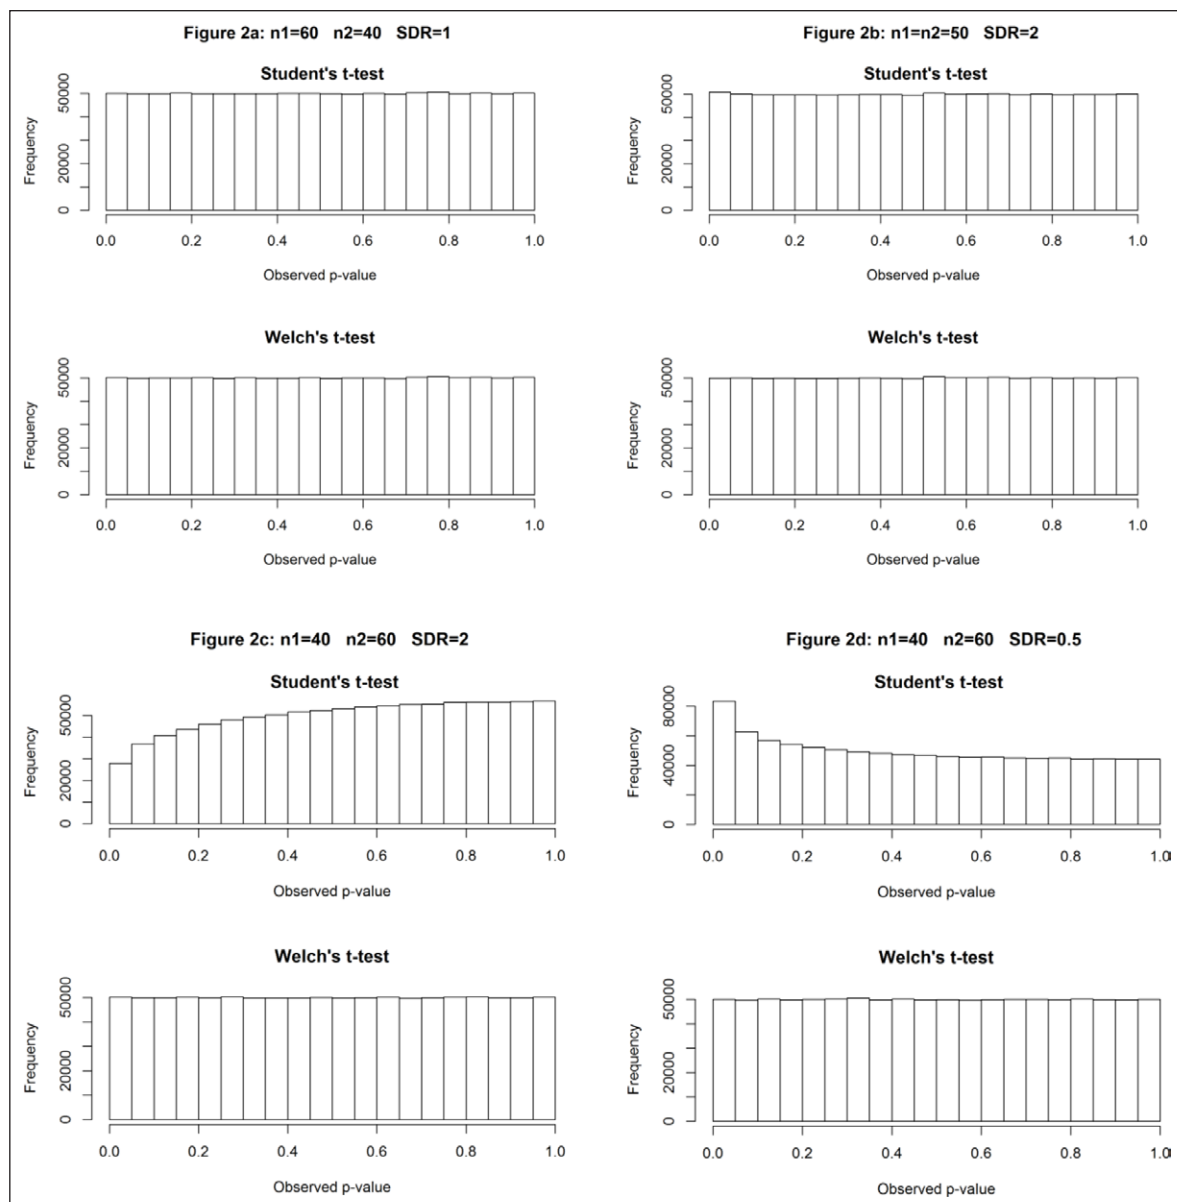 Figure 2a: n1=60 n2=40 SDR=1
Student's t-test
Frequency
0 20000 50000
0.0 0.2 0.4 0.6 0.8 1.0
Observed p-value
Welch's t-test
Frequency
0 20000 50000
0.0 0.2 0.4 0.6 0.8 1.0
Observed p-value
Figure 2b: n1=n2=50 SDR=2
Student's t-test
Frequency
0 20000 50000
0.0 0.2 0.4 0.6 0.8 1.0
Observed p-value
Welch's t-test
Frequency
0 20000 50000
0.0 0.2 0.4 0.6 0.8 1.0
Observed p-value
Figure 2c: n1=40 n2=60 SDR=2
Student's t-test
Frequency
0 20000 50000
0.0 0.2 0.4 0.6 0.8 1.0
Observed p-value
Welch's t-test
Frequency
0 20000 50000
0.0 0.2 0.4 0.6 0.8 1.0
Observed p-value
Figure 2d: n1=40 n2=60 SDR=0.5
Student's t-test
Frequency
0 40000 80000
0.0 0.2 0.4 0.6 0.8 1.0
Observed p-value
Welch's t-test
Frequency
0 20000 50000
0.0 0.2 0.4 0.6 0.8 1.0
Observed p-value